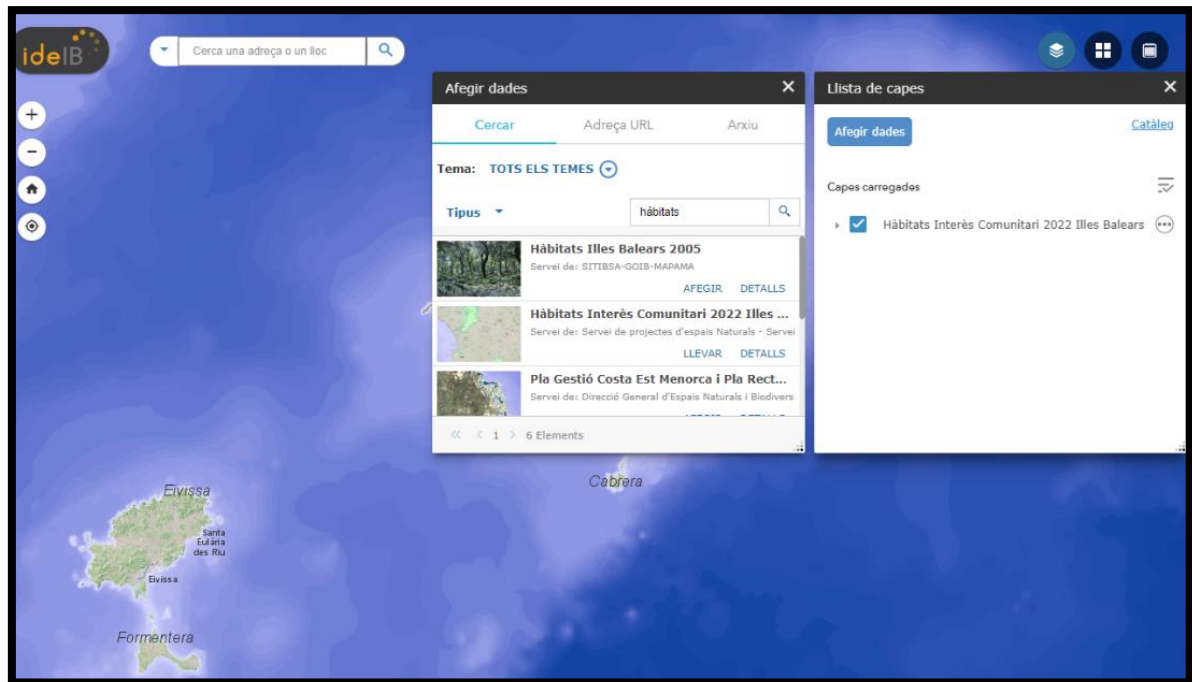 ideIB
Cerca una adreça o un lloc
Afegir dades
Cercar Adreça URL Arxiu
Tema: TOTS ELS TEMES
Tipus
hàbitats
Hàbitats Illes Balears 2005
Servei de: SITIBSA-GOIB-MAPAMA
AFEGIR DETALLS
Hàbitats Interès Comunitari 2022 Illes ...
Servei de: Servei de projectes d'espais Naturals - Servei
LLEVAR DETALLS
Pla Gestió Costa Est Menorca i Pla Rect...
Servei de: Direcció General d'Espais Naturals i Biodivers
1 6 Elements
Llista de capes
Afegir dades
Catàleg
Capes carregades
Hàbitats Interès Comunitari 2022 Illes Balears
Cabrera
Eivissa
Santa
Eulària
des Riu
Eivissa
Formentera